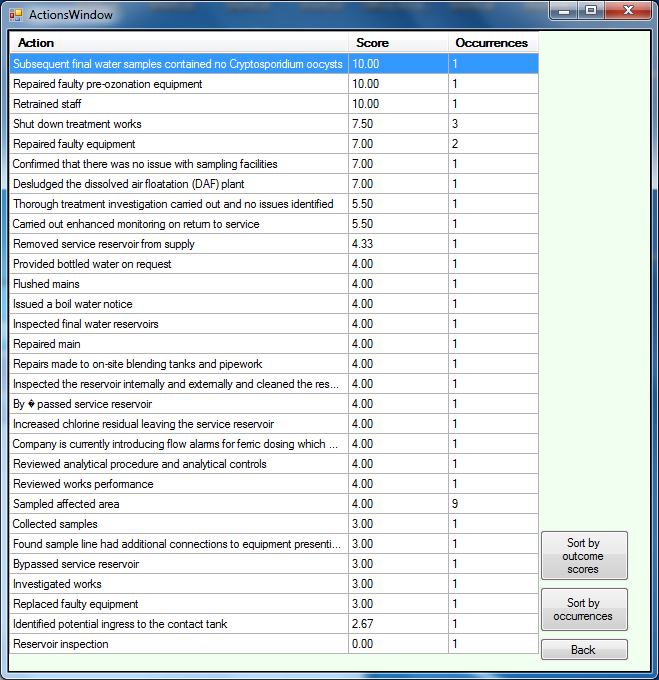 ActionsWindow
Action Score Occurrences
Subsequent final water samples contained no Cryptosporidium oocysts 10.00 1
Repaired faulty pre-ozonation equipment 10.00 1
Retrained staff 10.00 1
Shut down treatment works 7.50 3
Repaired faulty equipment 7.00 2
Confirmed that there was no issue with sampling facilities 7.00 1
Desludged the dissolved air floatation (DAF) plant 7.00 1
Thorough treatment investigation carried out and no issues identified 5.50 1
Carried out enhanced monitoring on return to service 5.50 1
Removed service reservoir from supply 4.33 1
Provided bottled water on request 4.00 1
Flushed mains 4.00 1
Issued a boil water notice 4.00 1
Inspected final water reservoirs 4.00 1
Repaired main 4.00 1
Repairs made to on-site blending tanks and pipework 4.00 1
Inspected the reservoir internally and externally and cleaned the res... 4.00 1
By � passed service reservoir 4.00 1
Increased chlorine residual leaving the service reservoir 4.00 1
Company is currently introducing flow alarms for ferric dosing which ... 4.00 1
Reviewed analytical procedure and analytical controls 4.00 1
Reviewed works performance 4.00 1
Sampled affected area 4.00 9
Collected samples 3.00 1
Found sample line had additional connections to equipment presenti... 3.00 1
Bypassed service reservoir 3.00 1
Investigated works 3.00 1
Replaced faulty equipment 3.00 1
Identified potential ingress to the contact tank 2.67 1
Reservoir inspection 0.00 1
Sort by
outcome
scores
Sort by
occurrences
Back